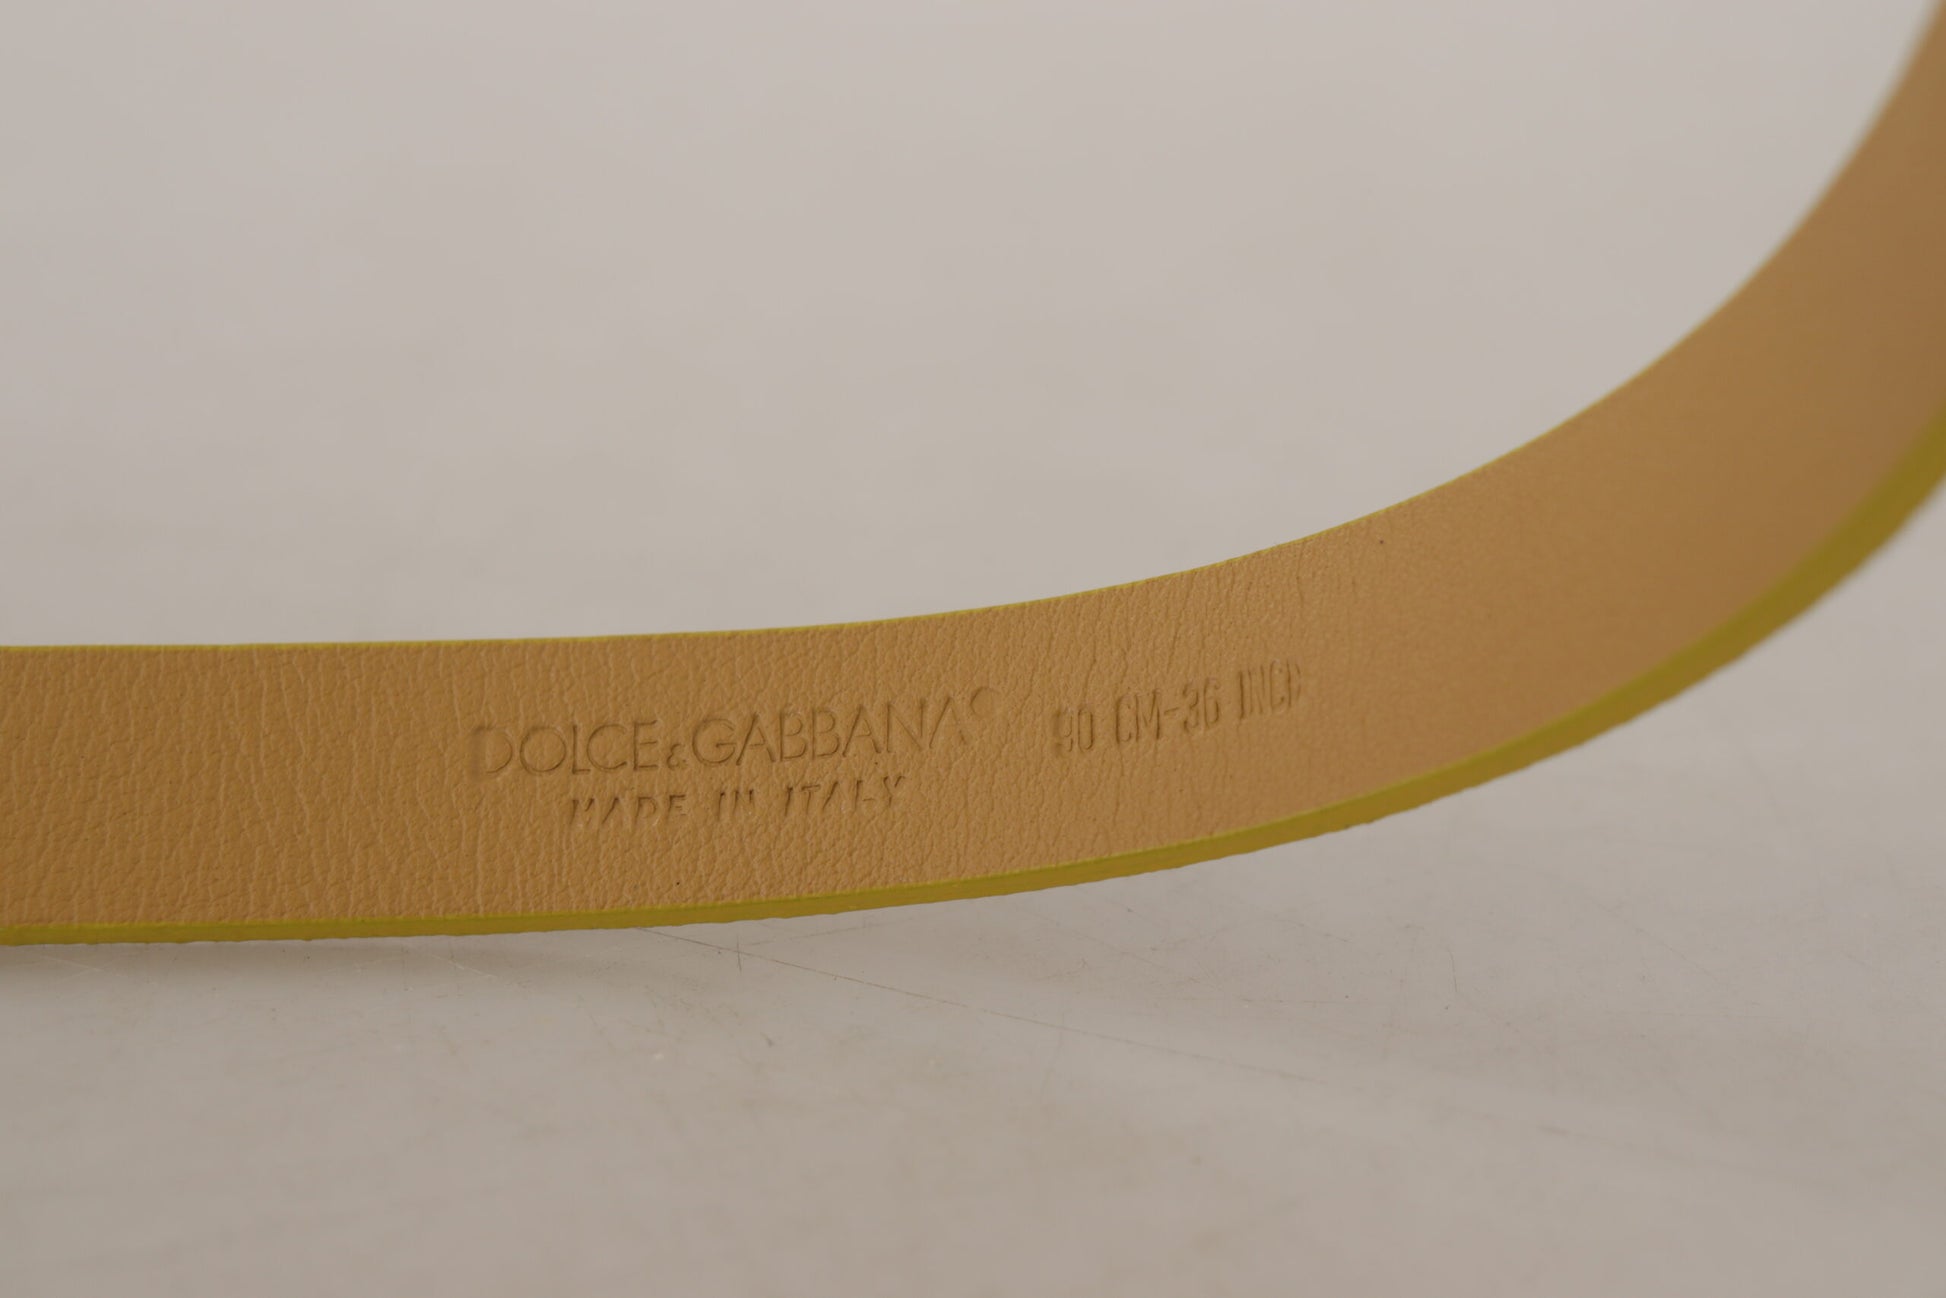 DOLCE&GABBANA® 90 CM-36 INCH
MADE IN ITALY